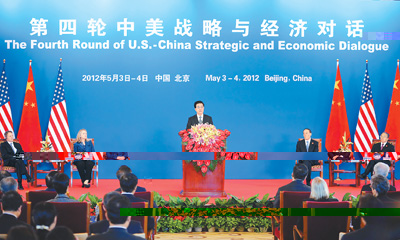 第四轮中美战略与经济对话
The Fourth Round of U.S.-China Strategic and Economic Dialogue
2012年5月3日-4日 中国 北京 May 3-4, 2012 Beijing, China